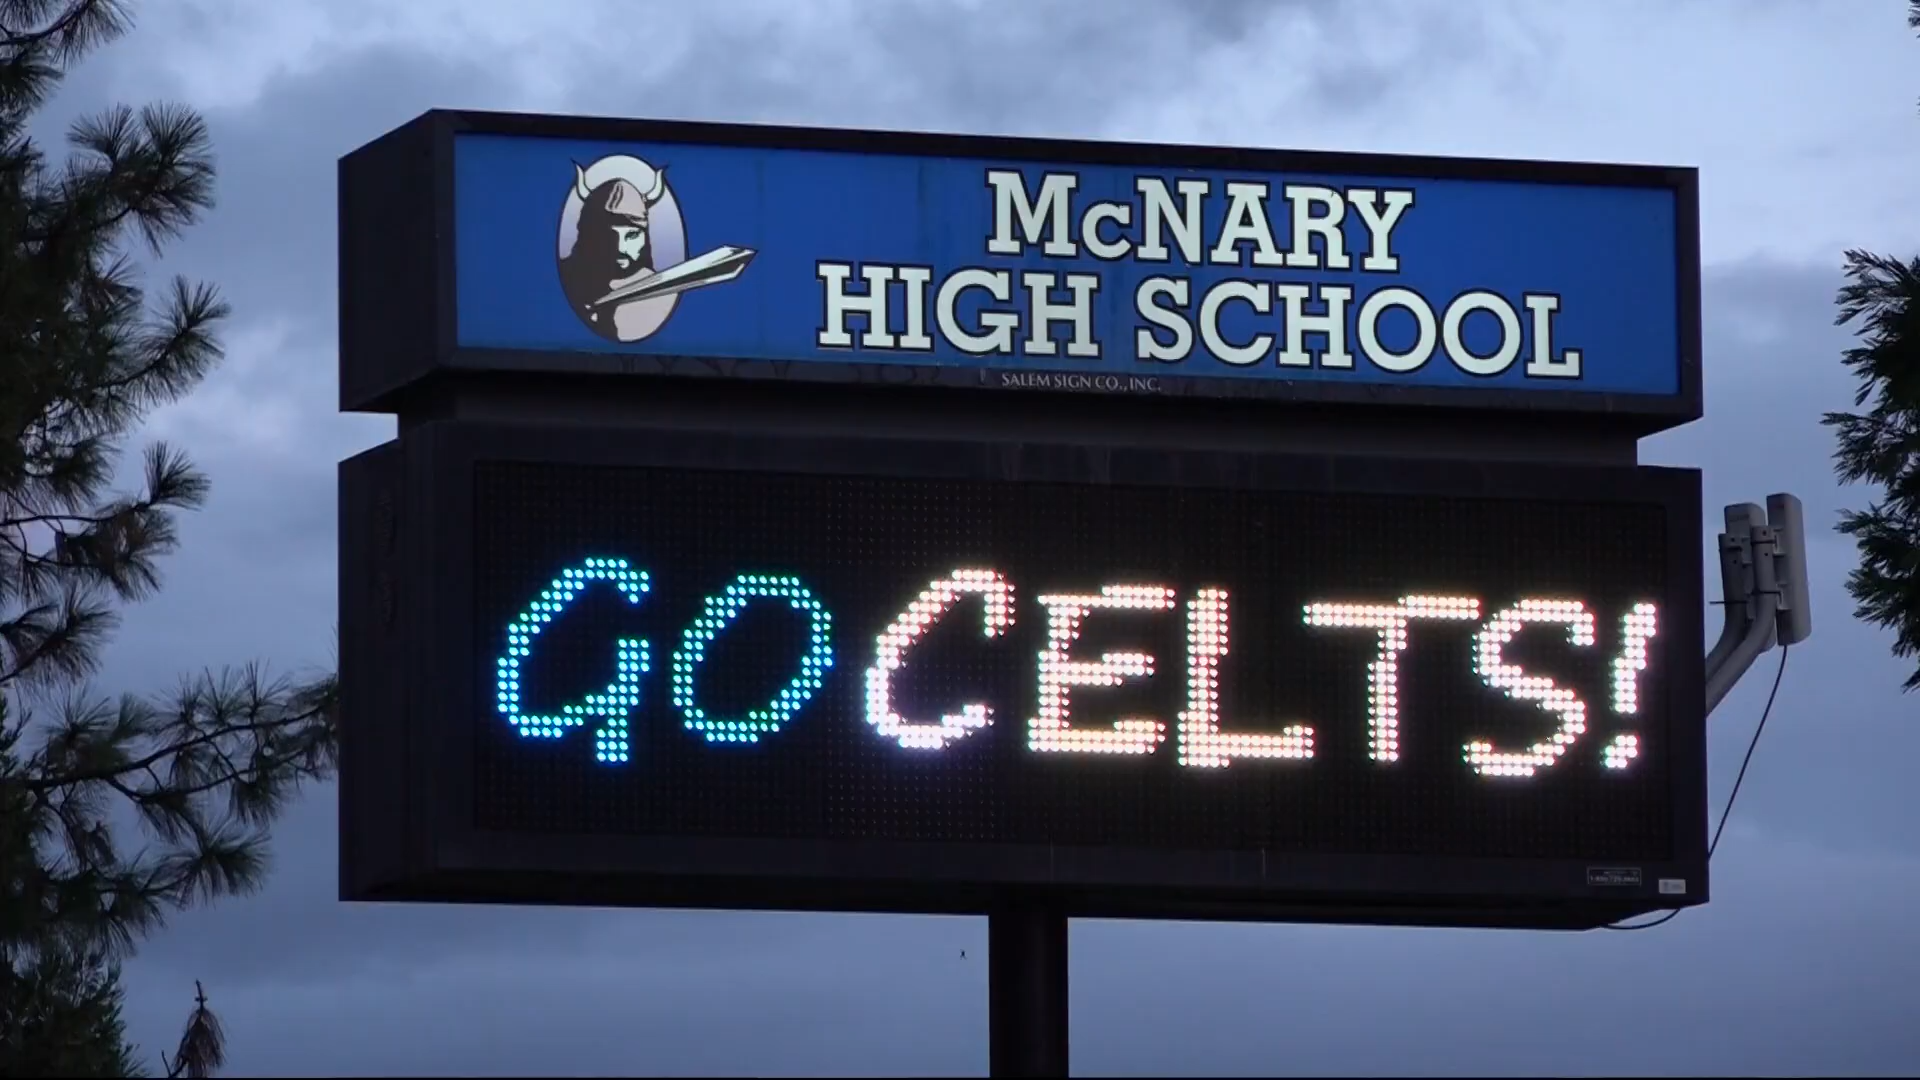 McNARY
HIGH SCHOOL
SALEM SIGN CO., INC.
GO CELTS!